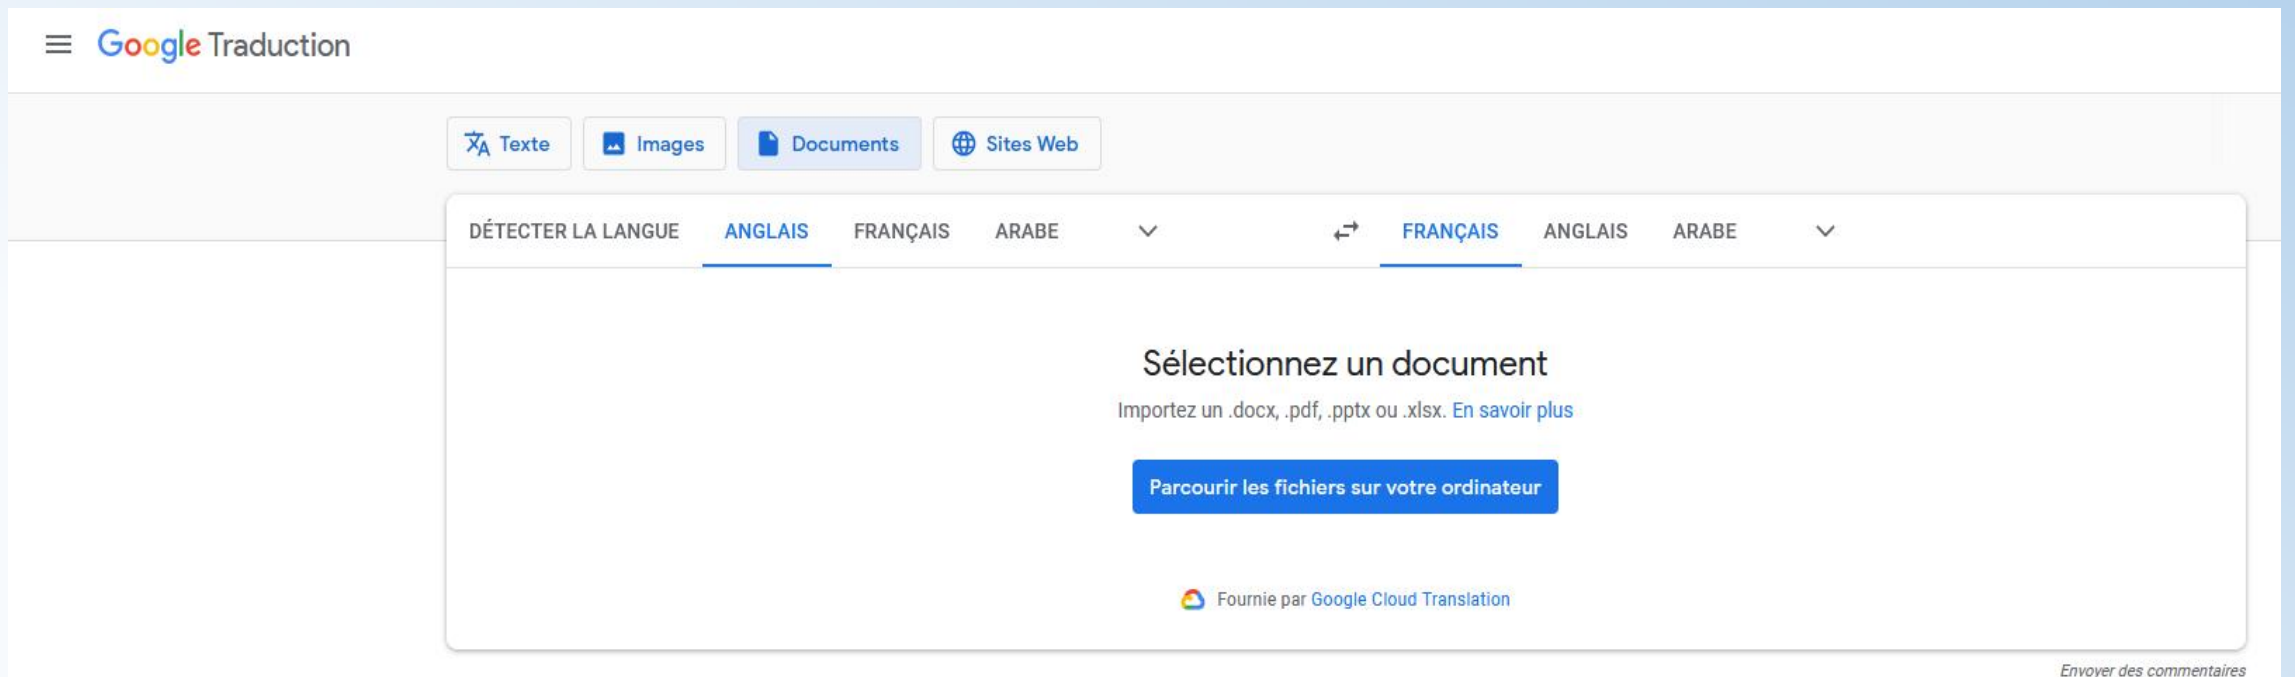 Google Traduction
Texte Images Documents Sites Web
DÉTECTER LA LANGUE ANGLAIS FRANÇAIS ARABE FRANÇAIS ANGLAIS ARABE
Sélectionnez un document
Importez un .docx, .pdf, .pptx ou .xlsx. En savoir plus
Parcourir les fichiers sur votre ordinateur
Fournie par Google Cloud Translation
Envoyer des commentaires